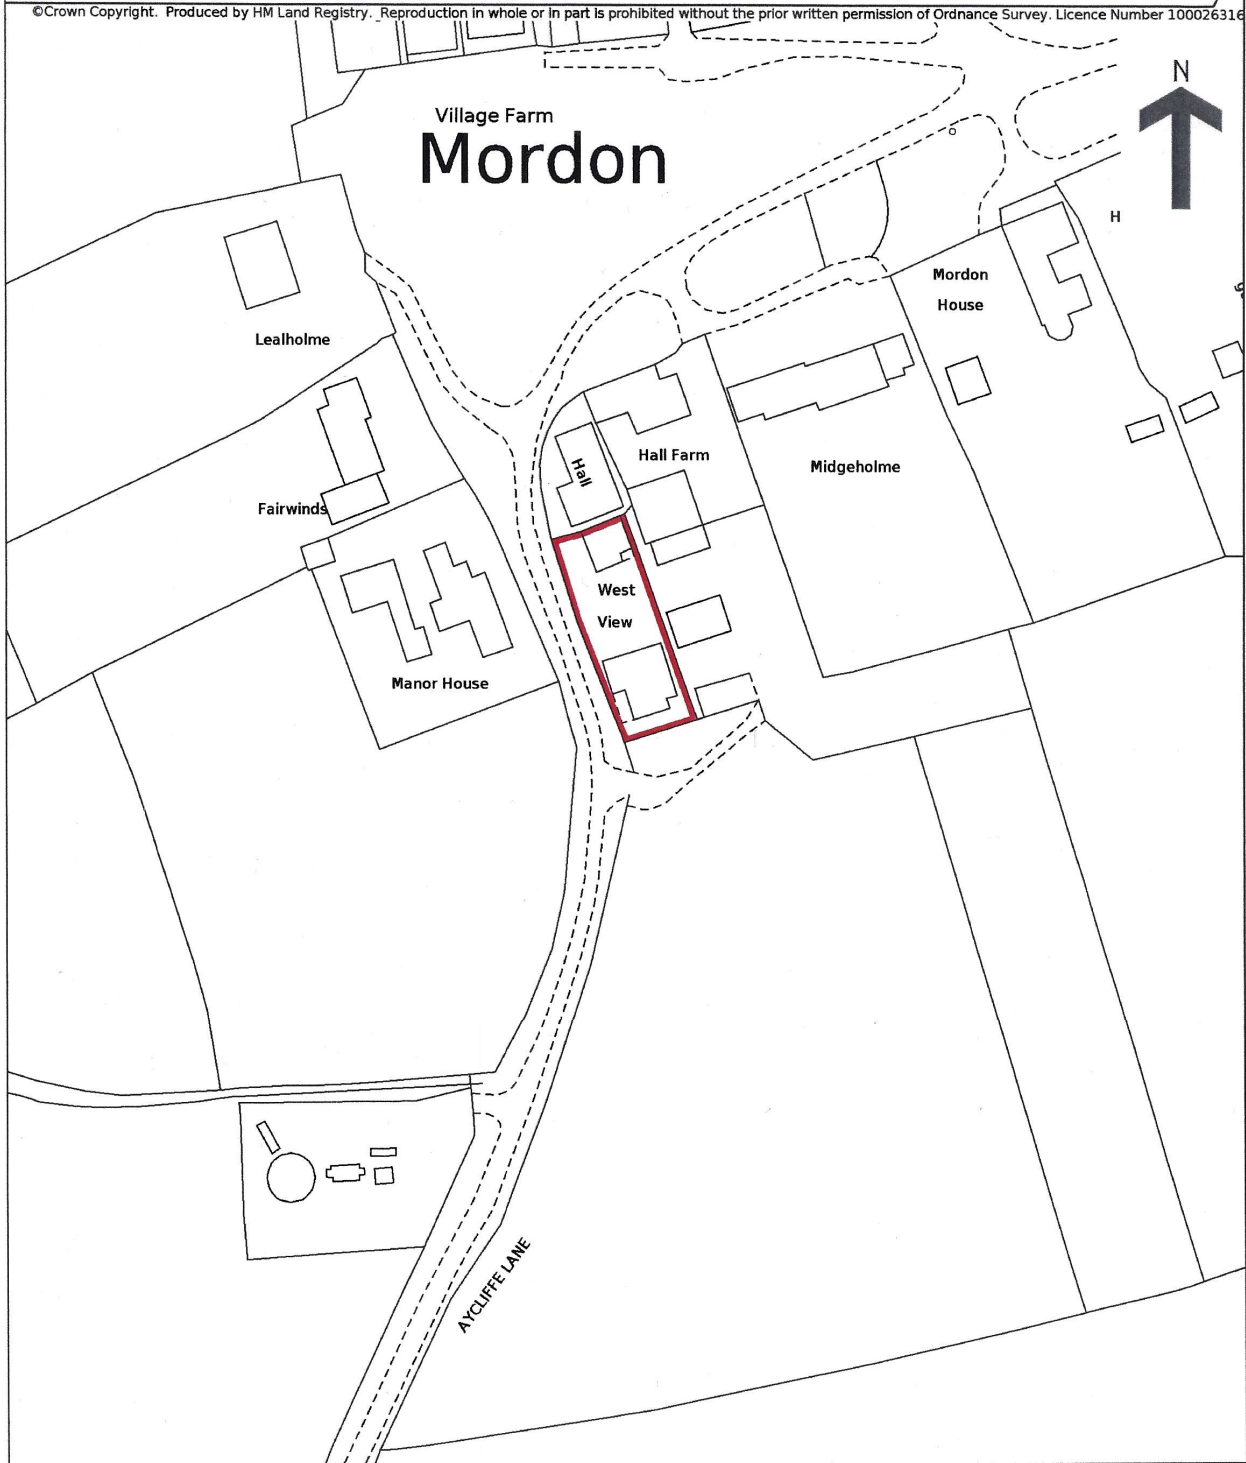 ©Crown Copyright. Produced by HM Land Registry. Reproduction in whole or in part is prohibited without the prior written permission of Ordnance Survey. Licence Number 100026316
N
Village Farm
Mordon
H
Mordon
House
Lealholme
Hall
Hall Farm
Midgeholme
Fairwinds
West
View
Manor House
AYCLIFFE LANE